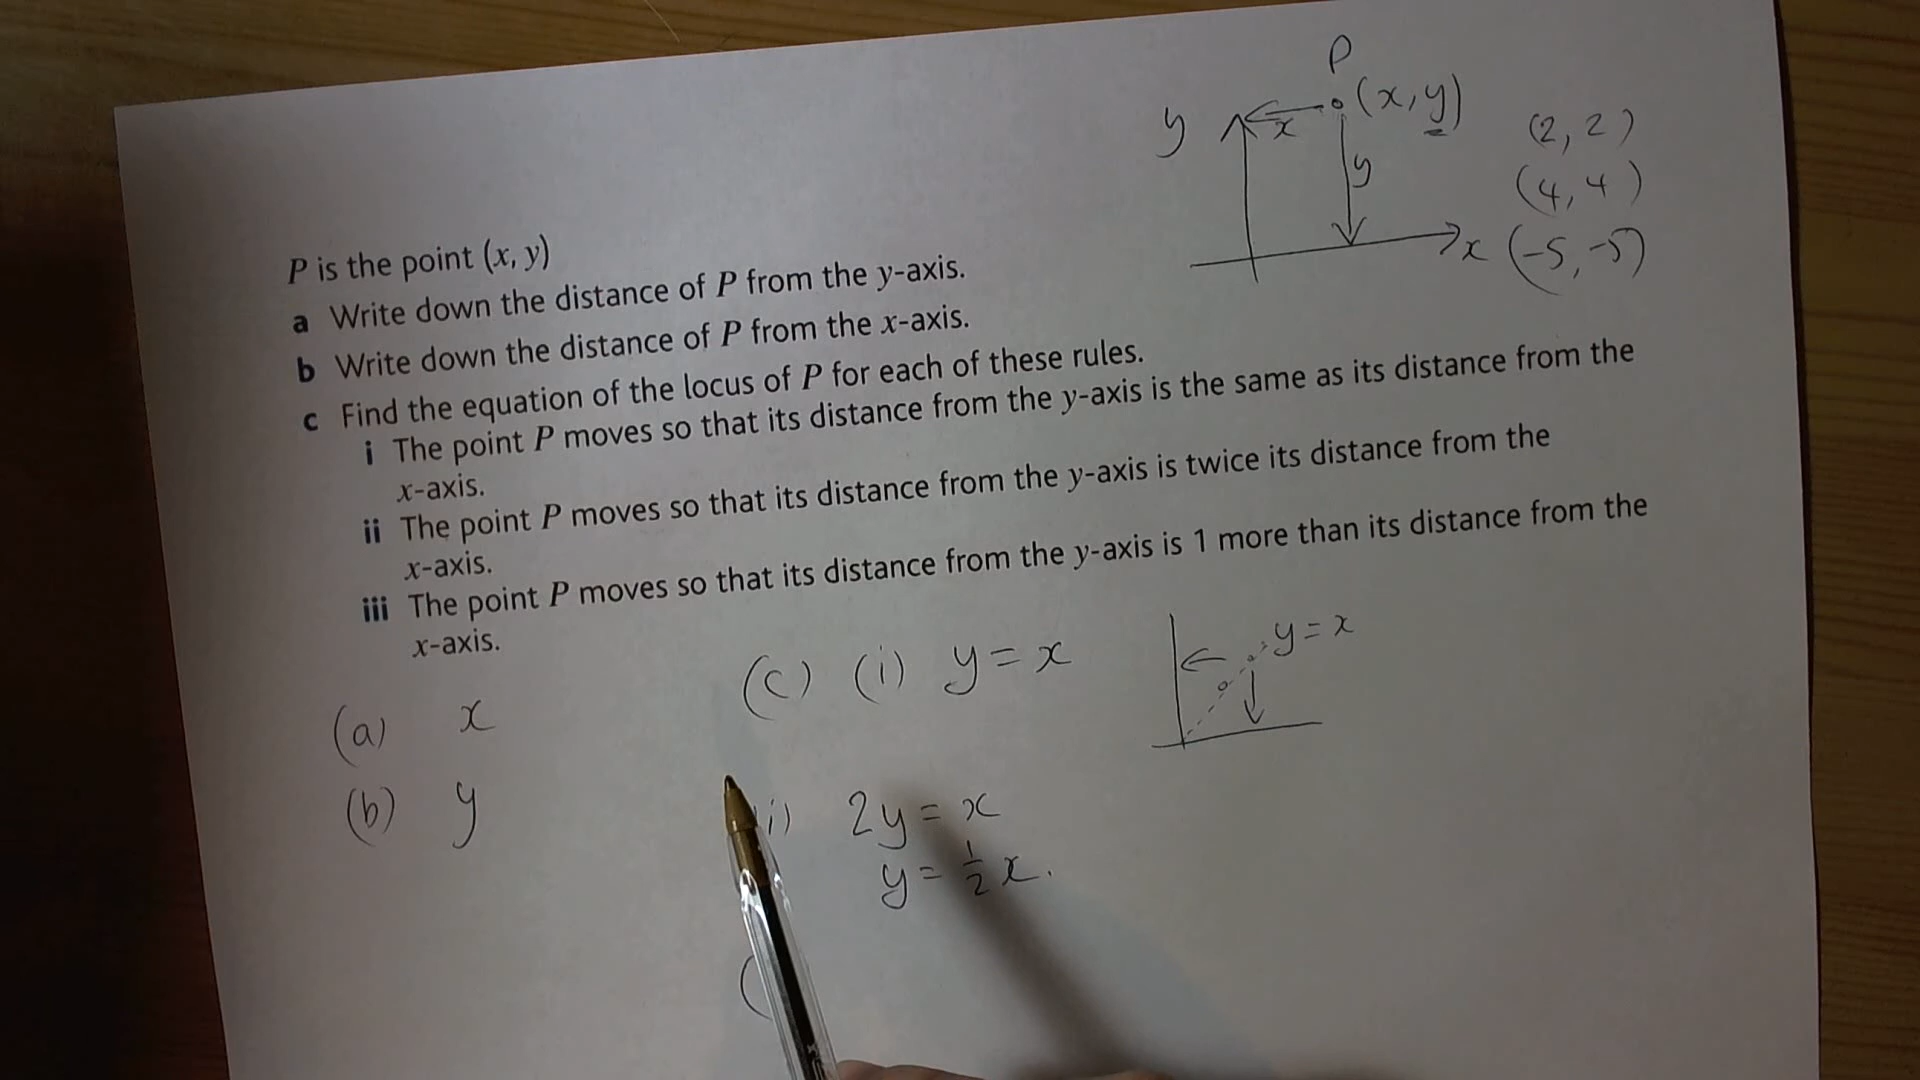 P
y
x
(x, y)
(2, 2)
y
(4, 4)
x
(-5, -5)
P is the point (x, y)
a Write down the distance of P from the y-axis.
b Write down the distance of P from the x-axis.
c Find the equation of the locus of P for each of these rules.
i The point P moves so that its distance from the y-axis is the same as its distance from the
x-axis.
ii The point P moves so that its distance from the y-axis is twice its distance from the
x-axis.
iii The point P moves so that its distance from the y-axis is 1 more than its distance from the
x-axis.
(c) (i) y = x
y = x
(a) x
(b) y
i) 2y = x
y = 1/2 x.
(